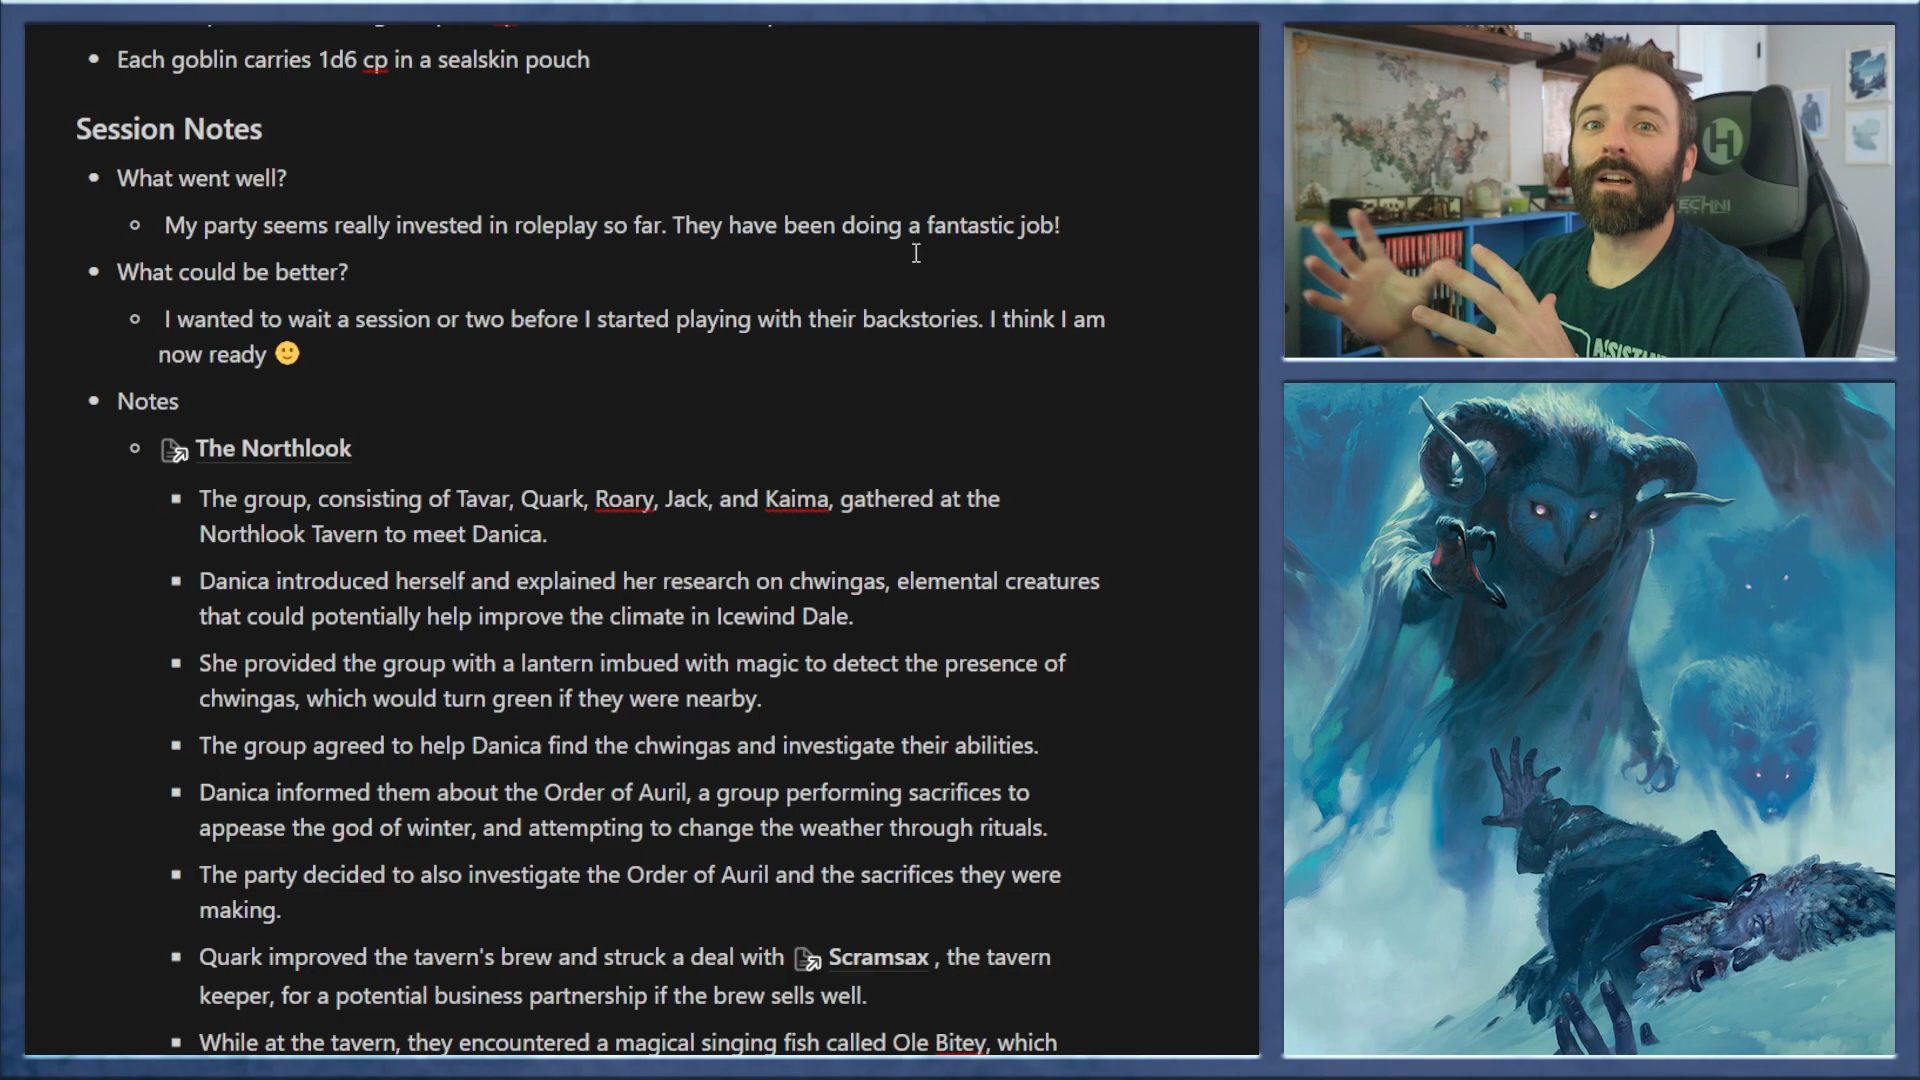 Each goblin carries 1d6 cp in a sealskin pouch
Session Notes
What went well?
My party seems really invested in roleplay so far. They have been doing a fantastic job!
What could be better?
I wanted to wait a session or two before I started playing with their backstories. I think I am
now ready 🙂
Notes
The Northlook
The group, consisting of Tavar, Quark, Roary, Jack, and Kaima, gathered at the
Northlook Tavern to meet Danica.
Danica introduced herself and explained her research on chwingas, elemental creatures
that could potentially help improve the climate in Icewind Dale.
She provided the group with a lantern imbued with magic to detect the presence of
chwingas, which would turn green if they were nearby.
The group agreed to help Danica find the chwingas and investigate their abilities.
Danica informed them about the Order of Auril, a group performing sacrifices to
appease the god of winter, and attempting to change the weather through rituals.
The party decided to also investigate the Order of Auril and the sacrifices they were
making.
Quark improved the tavern's brew and struck a deal with Scramsax , the tavern
keeper, for a potential business partnership if the brew sells well.
While at the tavern, they encountered a magical singing fish called Ole Bitey, which
TECHNI
ASSISTAN